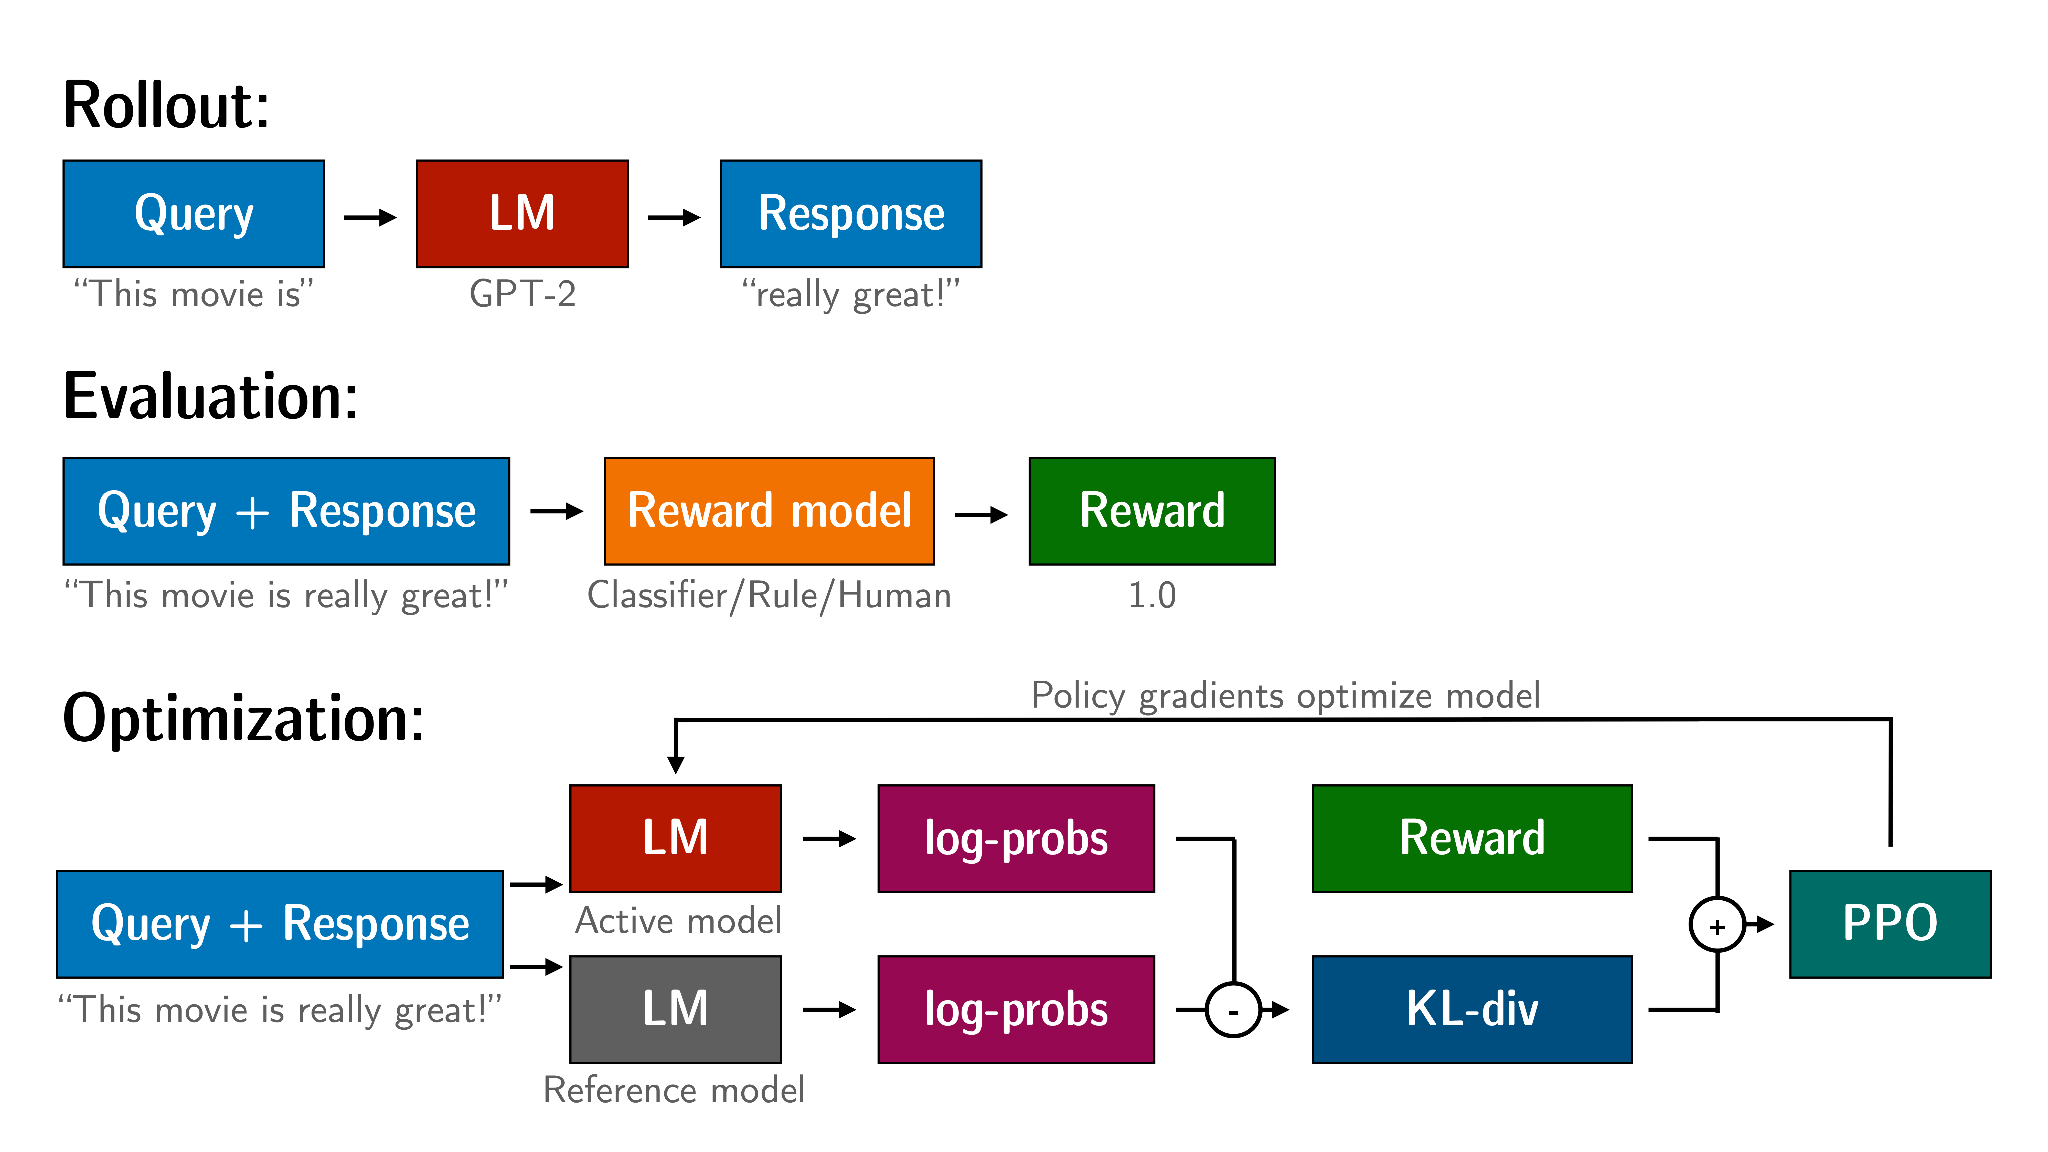 Rollout:
Query
LM
Response
“This movie is”
GPT-2
“really great!”
Evaluation:
Query + Response
Reward model
Reward
“This movie is really great!”
Classifier/Rule/Human
1.0
Optimization:
Policy gradients optimize model
LM
log-probs
Reward
Active model
Query + Response
+
PPO
“This movie is really great!”
LM
log-probs
-
KL-div
Reference model